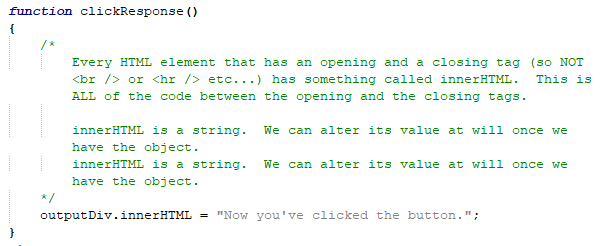 function clickResponse()
{
/*
Every HTML element that has an opening and a closing tag (so NOT
<br /> or <hr /> etc...) has something called innerHTML.  This is
ALL of the code between the opening and the closing tags.
innerHTML is a string.  We can alter its value at will once we
have the object.
innerHTML is a string.  We can alter its value at will once we
have the object.
*/
outputDiv.innerHTML = "Now you've clicked the button.";
}